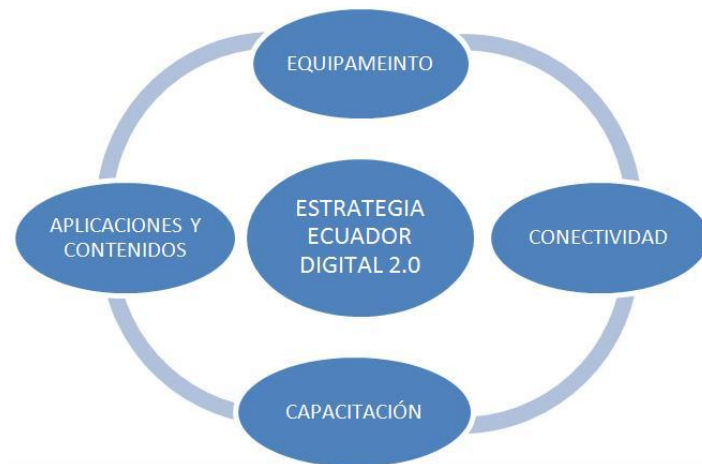 EQUIPAMEINTO
APLICACIONES Y
CONTENIDOS
ESTRATEGIA
ECUADOR
DIGITAL 2.0
CONECTIVIDAD
CAPACITACIÓN